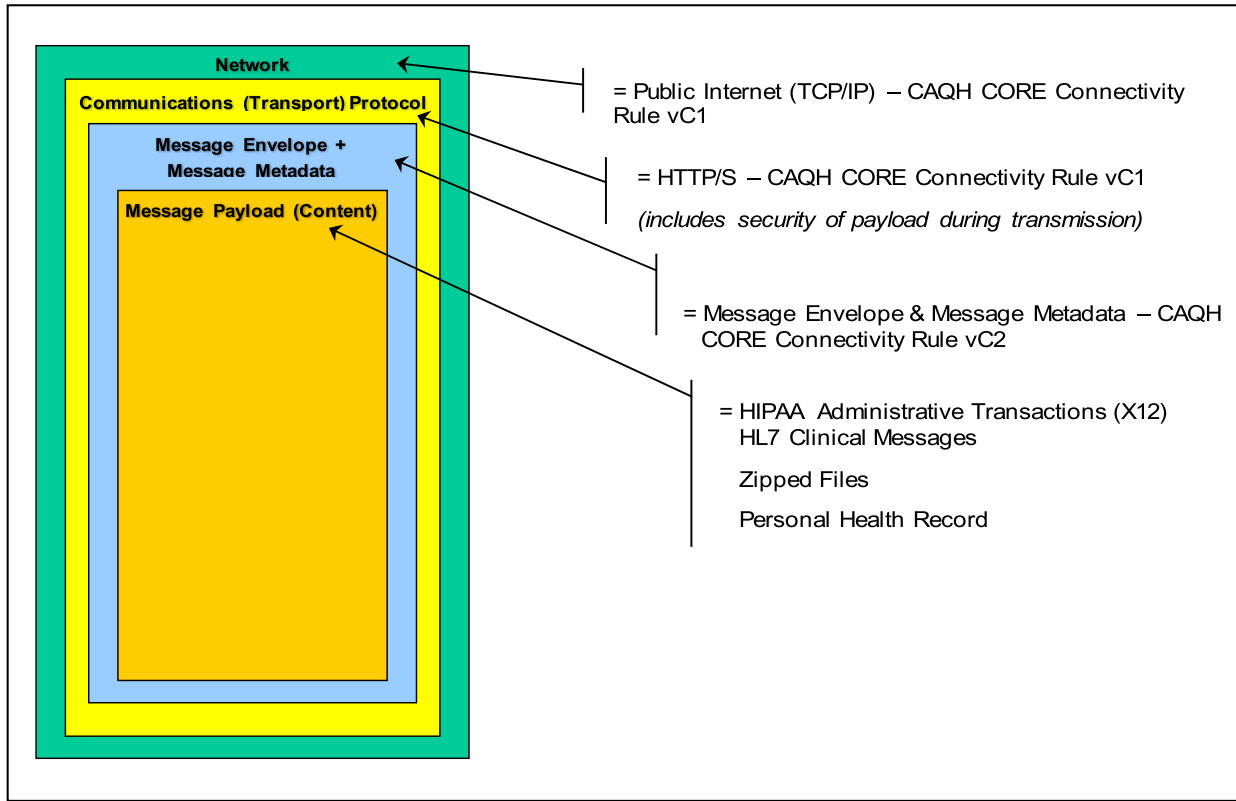 Network
Communications (Transport) Protocol
Message Envelope +
Message Metadata
Message Payload (Content)
= Public Internet (TCP/IP) – CAQH CORE Connectivity
Rule vC1
= HTTP/S – CAQH CORE Connectivity Rule vC1
(includes security of payload during transmission)
= Message Envelope & Message Metadata – CAQH
CORE Connectivity Rule vC2
= HIPAA Administrative Transactions (X12)
HL7 Clinical Messages
Zipped Files
Personal Health Record